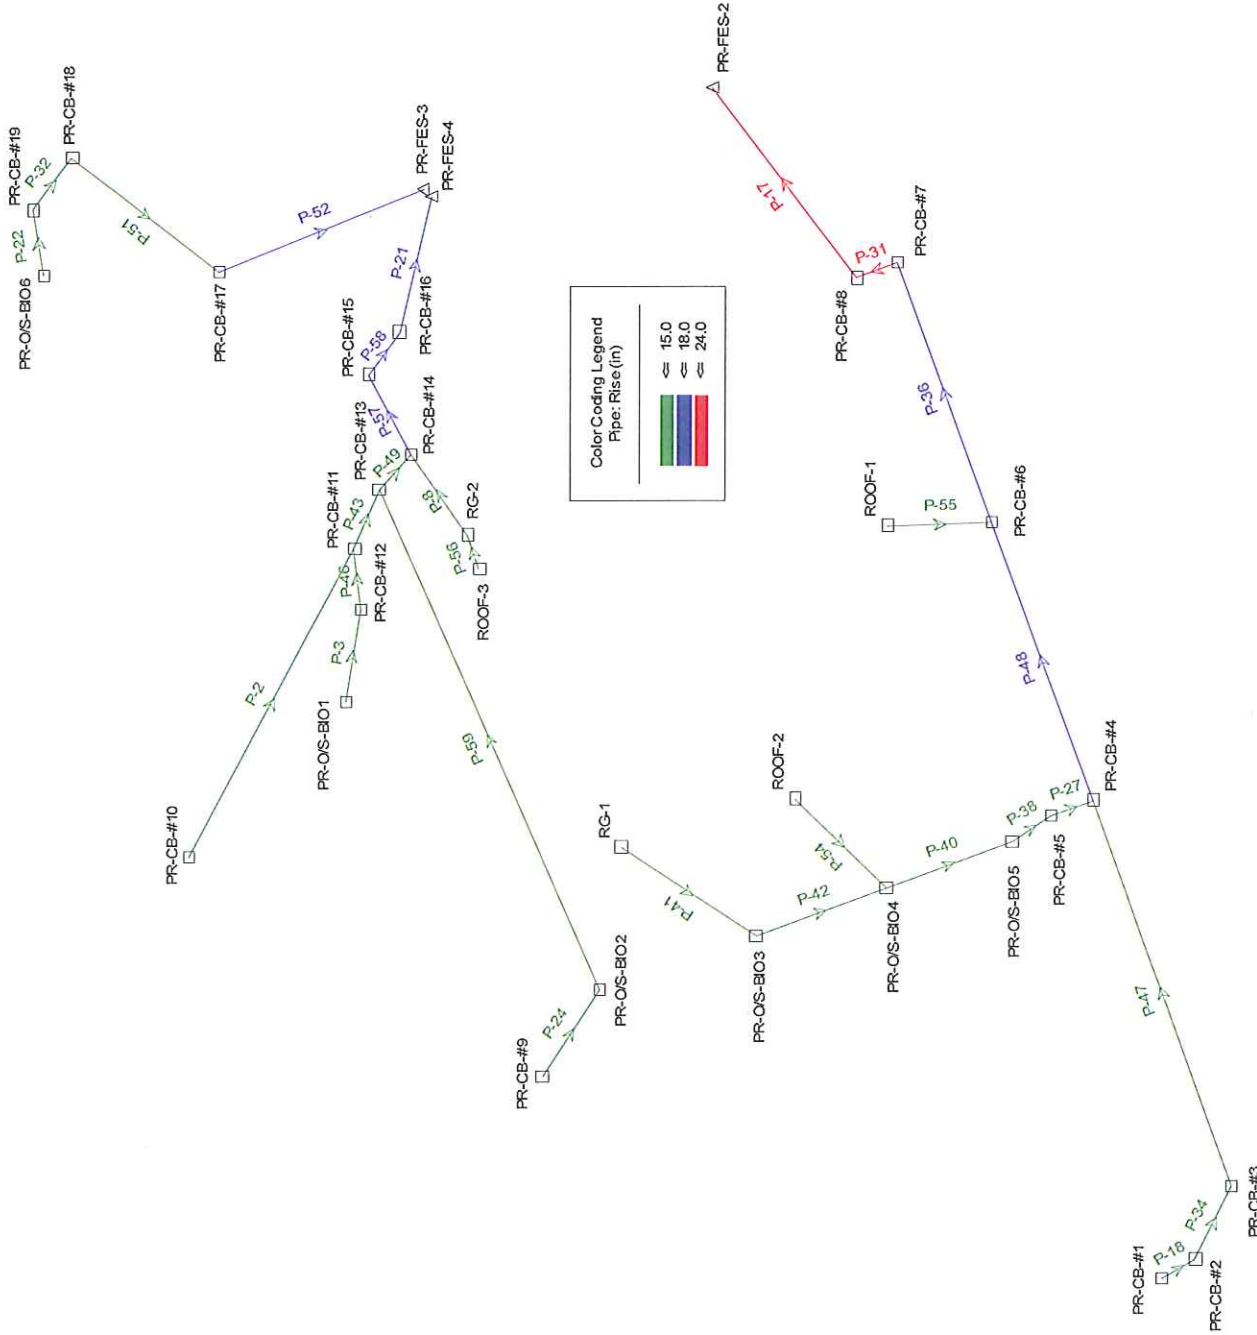 PR-CB-#19
P-32
PR-CB-#18
P-22
PR-O/S-BIO6
P-51
PR-CB-#17
P-52
PR-FES-3
PR-FES-4
P-21
PR-CB-#16
PR-CB-#15
P-58
P-57
PR-CB-#14
PR-CB-#13
P-49
PR-CB-#11
P-43
P-46
PR-CB-#12
P-8
RG-2
P-56
ROOF-3
P-3
PR-O/S-BIO1
P-2
PR-CB-#10
P-59
PR-O/S-BIO2
P-24
PR-CB-#9
Color Coding Legend
Pipe: Rise (in)
<= 15.0
<= 18.0
<= 24.0
PR-FES-2
P-17
P-31
PR-CB-#7
PR-CB-#8
P-36
ROOF-1
P-55
PR-CB-#6
P-48
ROOF-2
RG-1
P-54
P-41
P-42
PR-O/S-BIO3
PR-O/S-BIO4
P-40
PR-O/S-BIO5
P-38
PR-CB-#5
P-27
PR-CB-#4
P-47
PR-CB-#3
P-34
PR-CB-#1
P-18
PR-CB-#2